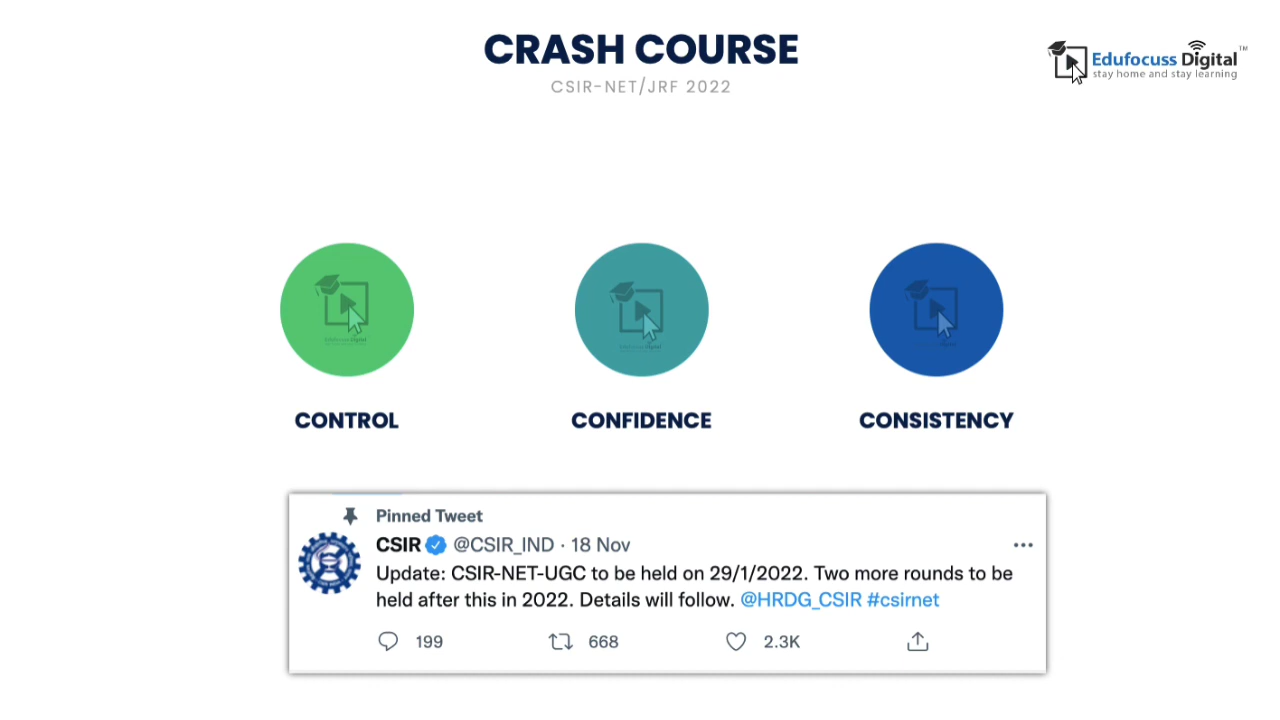 CRASH COURSE
CSIR-NET/JRF 2022
Edufocuss Digital™
stay home and stay learning
CONTROL
CONFIDENCE
CONSISTENCY
Pinned Tweet
CSIR @CSIR_IND · 18 Nov
Update: CSIR-NET-UGC to be held on 29/1/2022. Two more rounds to be
held after this in 2022. Details will follow. @HRDG_CSIR #csirnet
199 668 2.3K